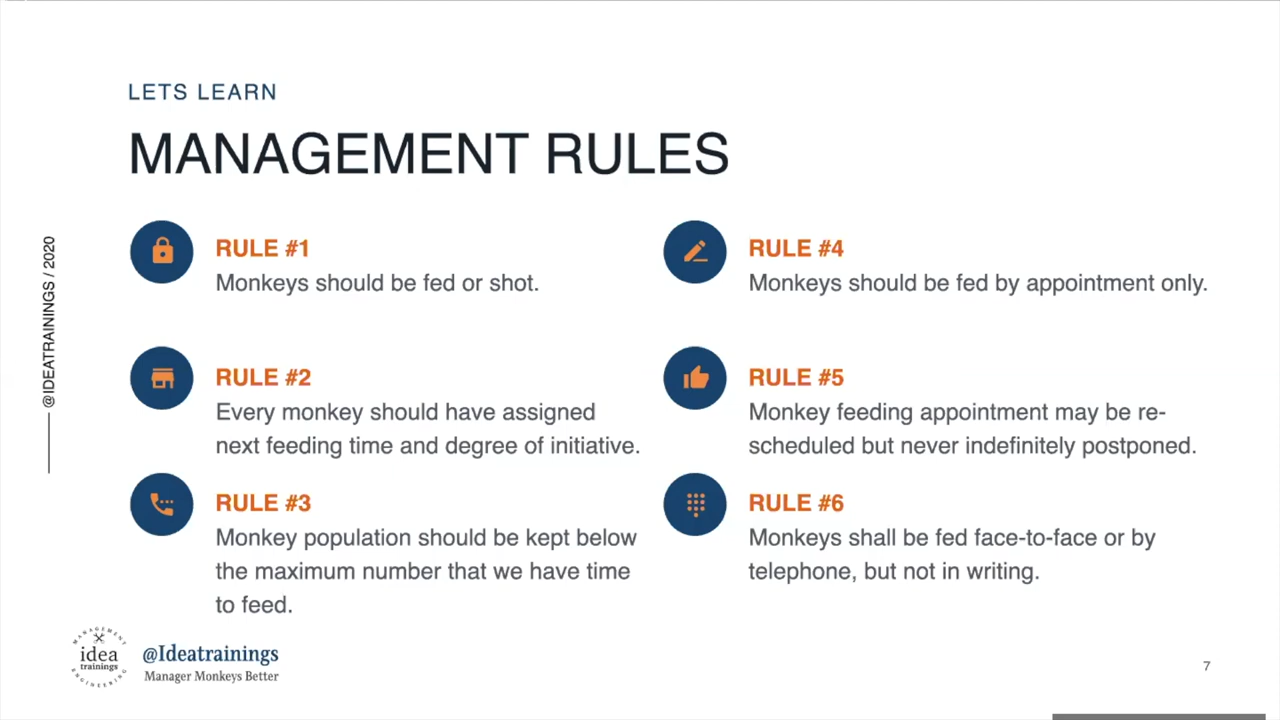 LETS LEARN
MANAGEMENT RULES
@IDEATRAININGS / 2020
RULE #1
Monkeys should be fed or shot.
RULE #2
Every monkey should have assigned
next feeding time and degree of initiative.
RULE #3
Monkey population should be kept below
the maximum number that we have time
to feed.
RULE #4
Monkeys should be fed by appointment only.
RULE #5
Monkey feeding appointment may be re-
scheduled but never indefinitely postponed.
RULE #6
Monkeys shall be fed face-to-face or by
telephone, but not in writing.
MANAGEMENT
idea
trainings
ENGINEERING
@Ideatrainings
Manager Monkeys Better
7